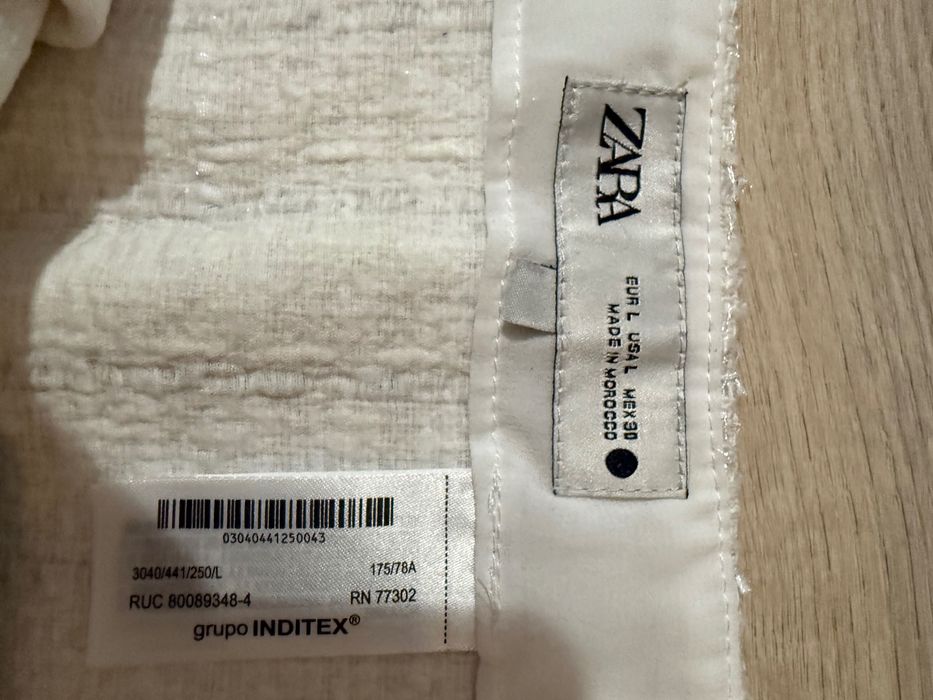 ZARA
EUR L USA L MEX 30
MADE IN MOROCCO
03040441250043
3040/441/250/L 175/78A
RUC 80089348-4 RN 77302
grupo INDITEX®